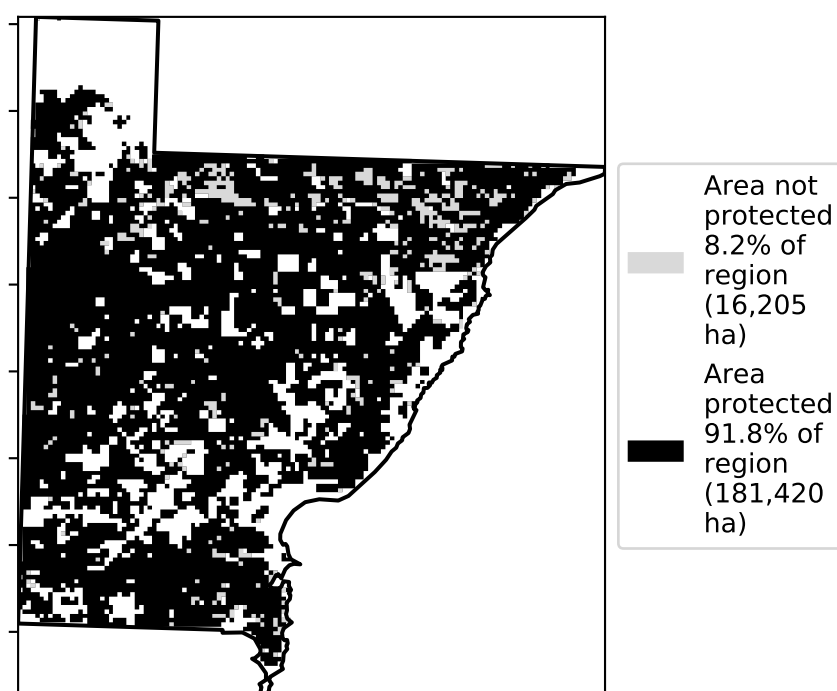 Area not
protected
8.2% of
region
(16,205
ha)
Area
protected
91.8% of
region
(181,420
ha)